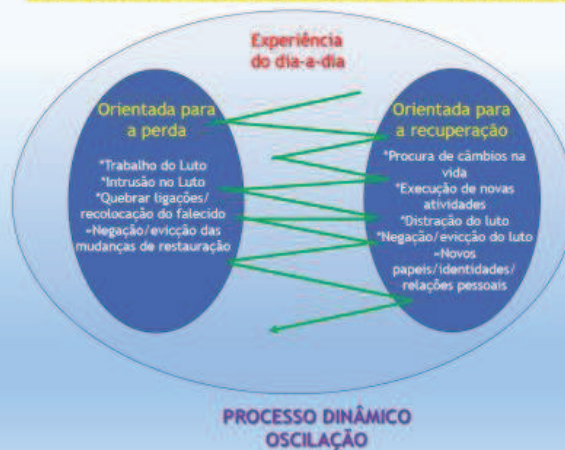 Experiência
do dia-a-dia
Orientada para
a perda
*Trabalho do Luto
*Intrusão no Luto
*Quebrar ligações/
recolocação do falecido
~Negação/evicção das
mudanças de restauração
Orientada para
a recuperação
*Procura de câmbios na
vida
*Execução de novas
atividades
*Distração do luto
*Negação/evicção do luto
~Novos
papeis/identidades/
relações pessoais
PROCESSO DINÂMICO
OSCILAÇÃO